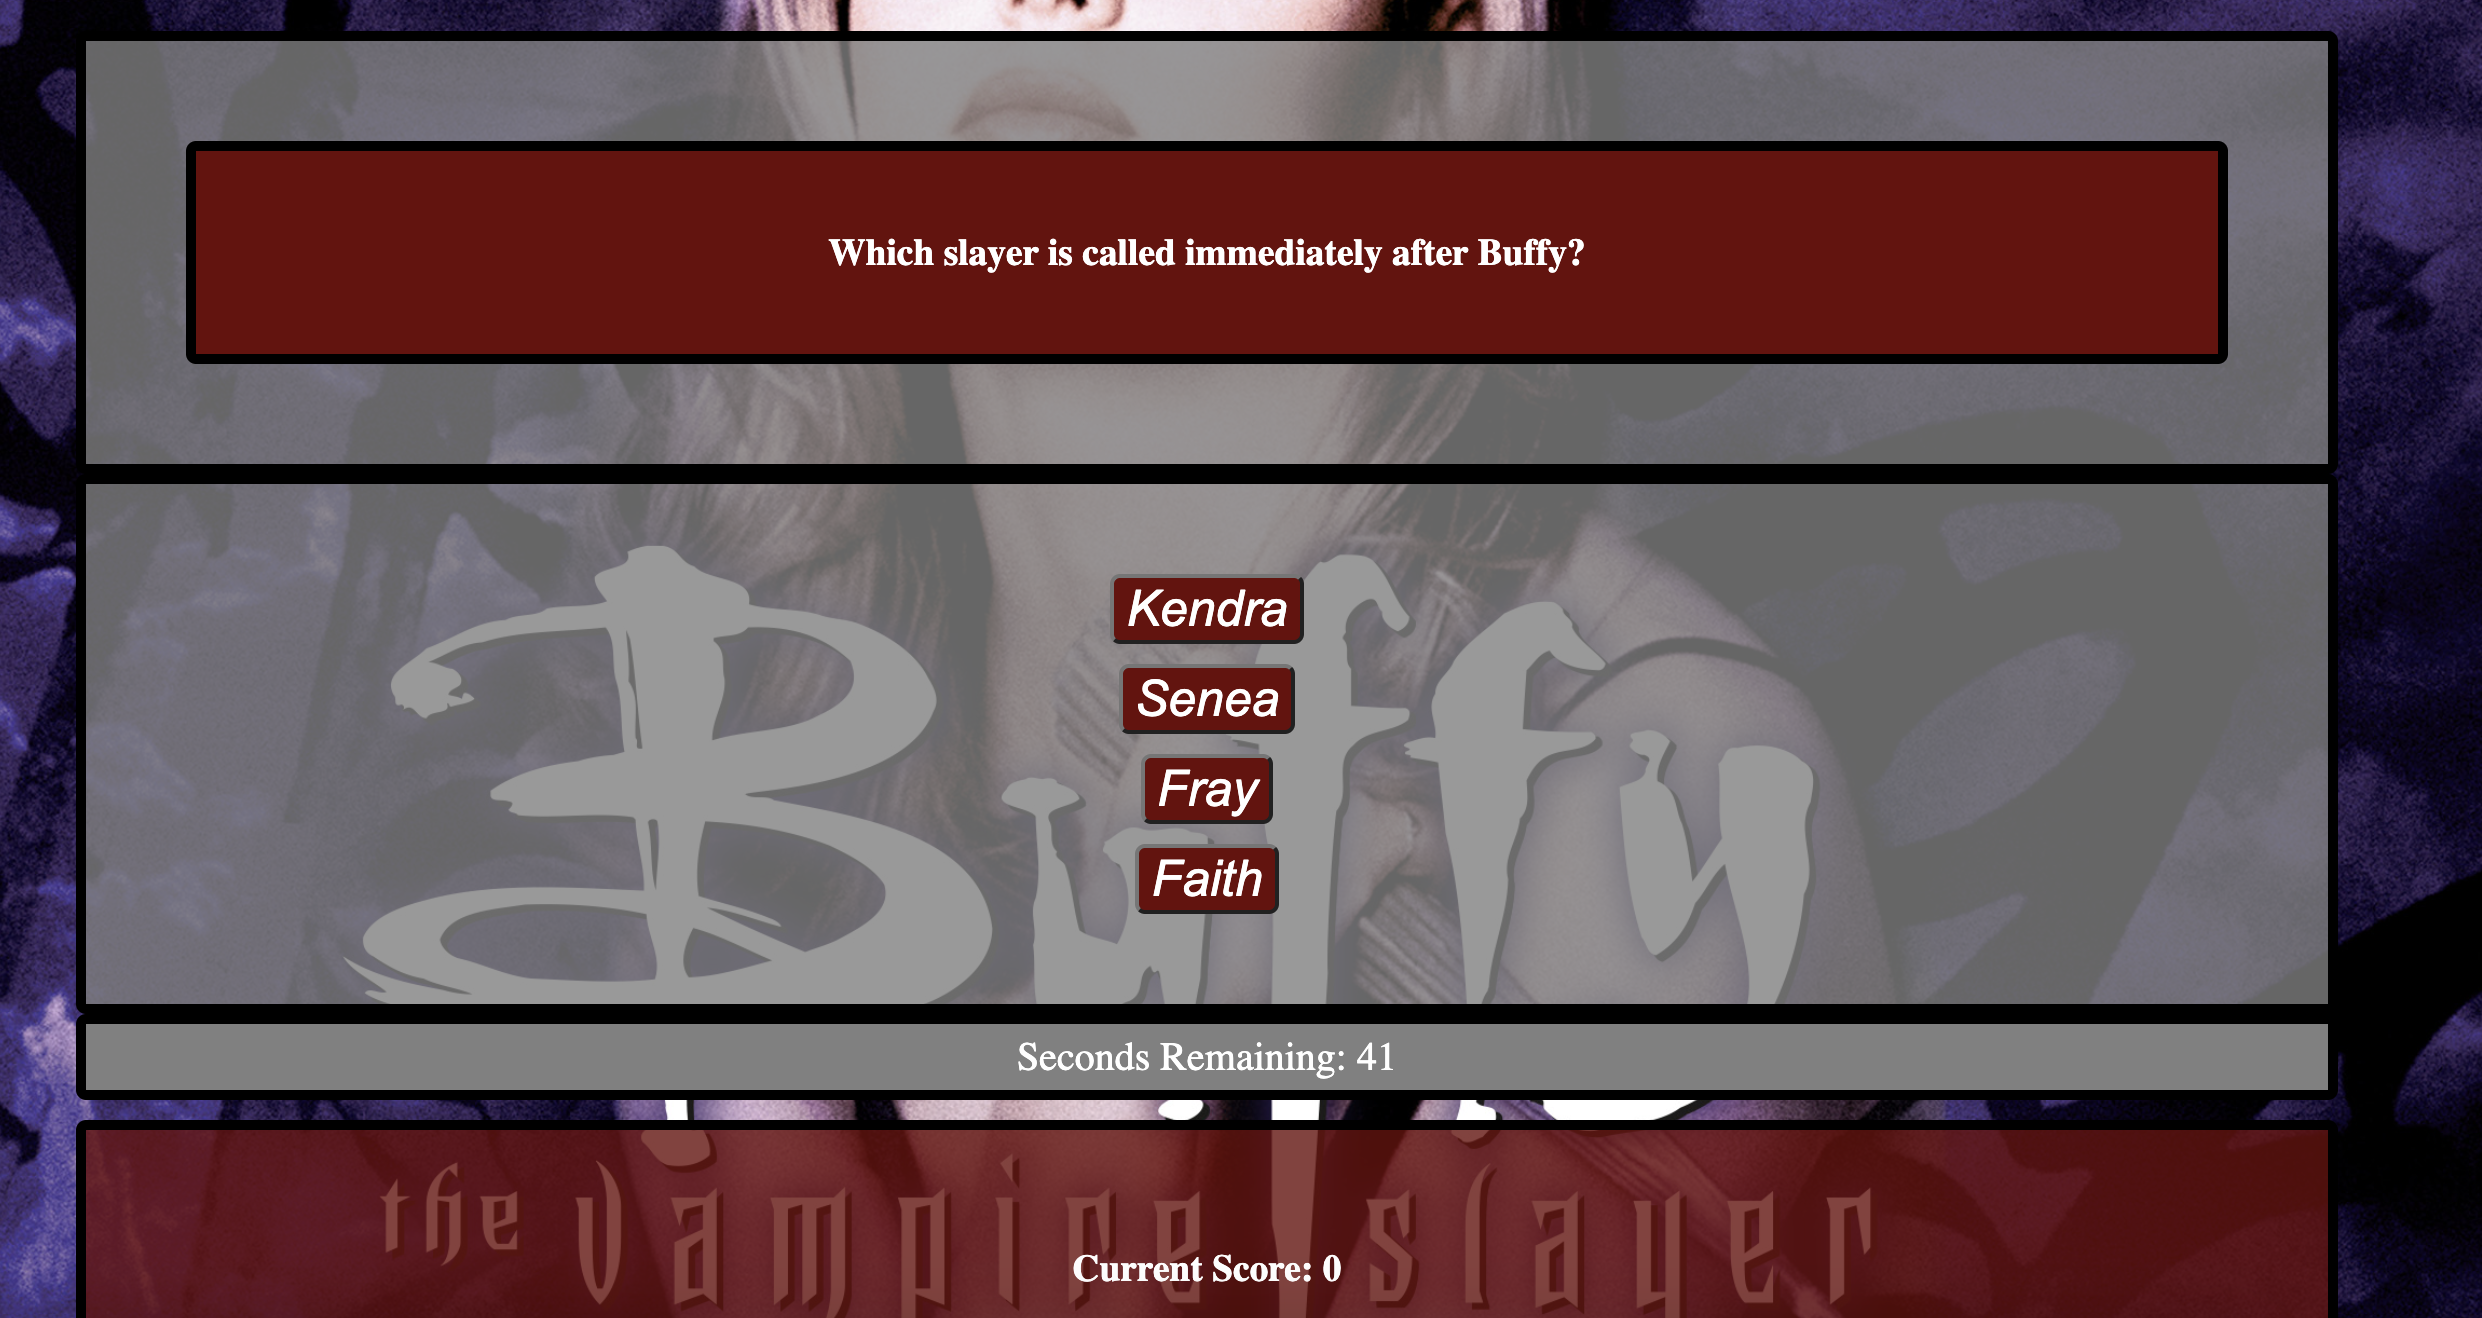 Which slayer is called immediately after Buffy?
Kendra
Senea
Fray
Faith
Buffy
Seconds Remaining: 41
the vampire slayer
Current Score: 0